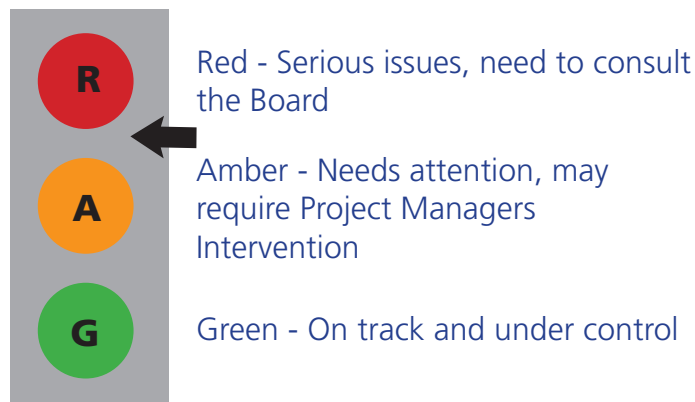 R
Red - Serious issues, need to consult
the Board
A
Amber - Needs attention, may
require Project Managers
Intervention
G
Green - On track and under control